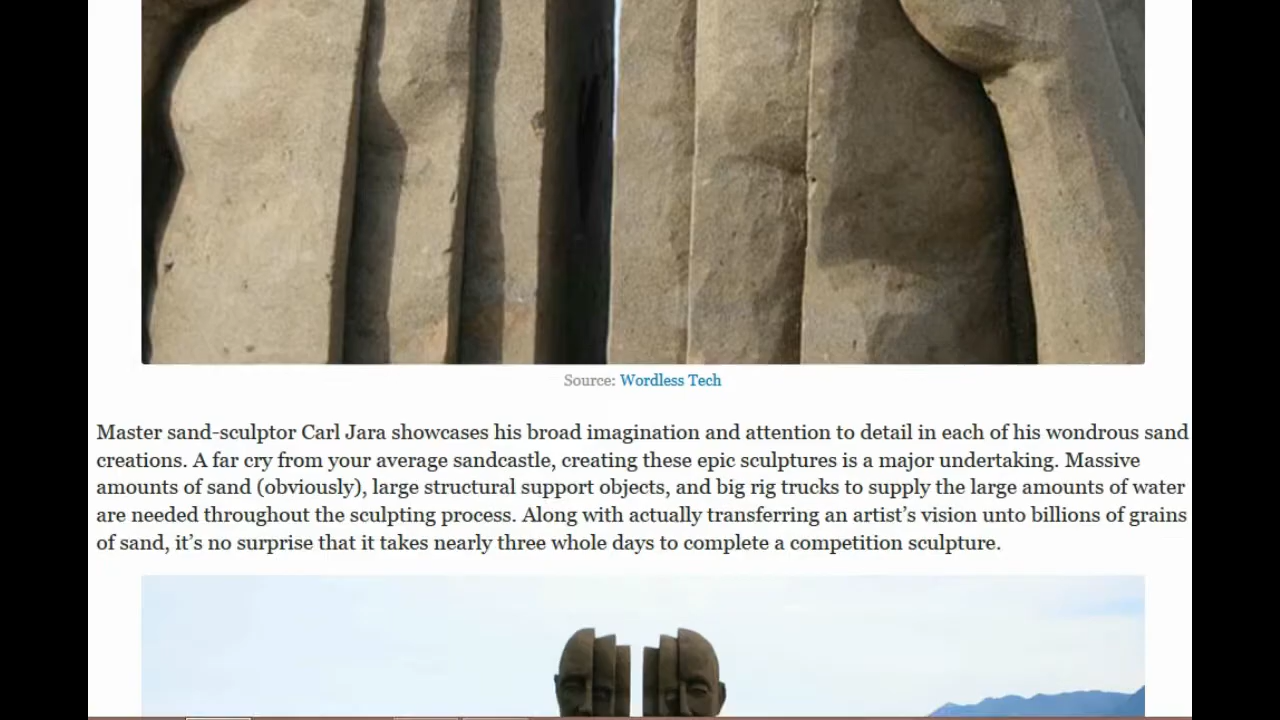 Source: Wordless Tech
Master sand-sculptor Carl Jara showcases his broad imagination and attention to detail in each of his wondrous sand
creations. A far cry from your average sandcastle, creating these epic sculptures is a major undertaking. Massive
amounts of sand (obviously), large structural support objects, and big rig trucks to supply the large amounts of water
are needed throughout the sculpting process. Along with actually transferring an artist’s vision unto billions of grains
of sand, it’s no surprise that it takes nearly three whole days to complete a competition sculpture.